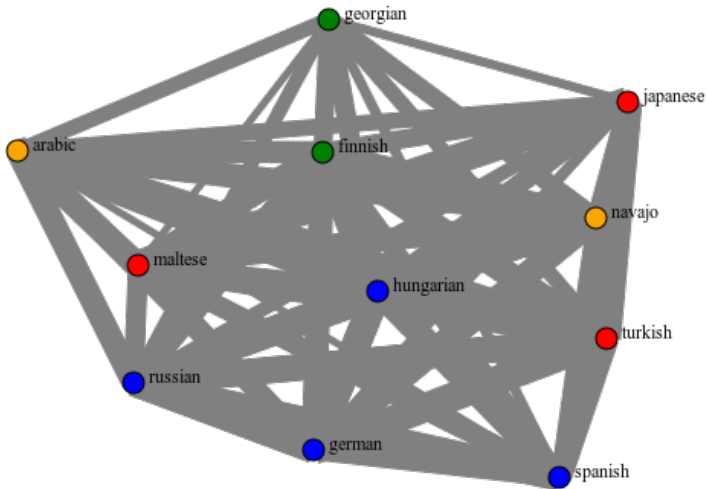 georgian
japanese
arabic
finnish
navajo
maltese
hungarian
turkish
russian
german
spanish